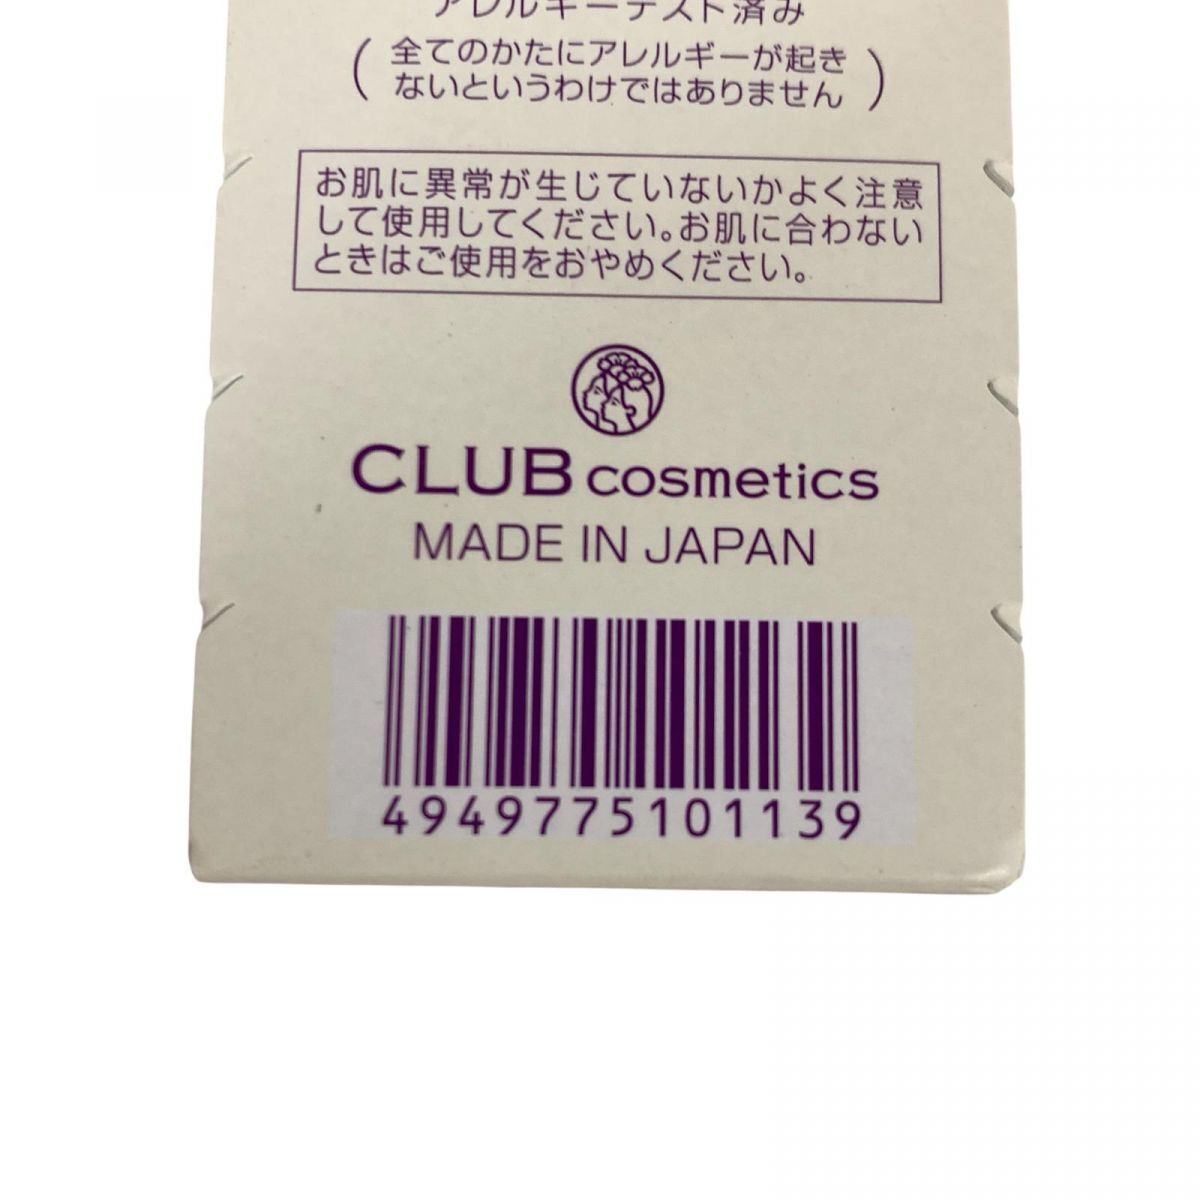 アレルギーテスト済み
(全てのかたにアレルギーが起き
ないというわけではありません)
お肌に異常が生じていないかよく注意
して使用してください。お肌に合わない
ときはご使用をおやめください。
CLUB cosmetics
MADE IN JAPAN
4949775101139